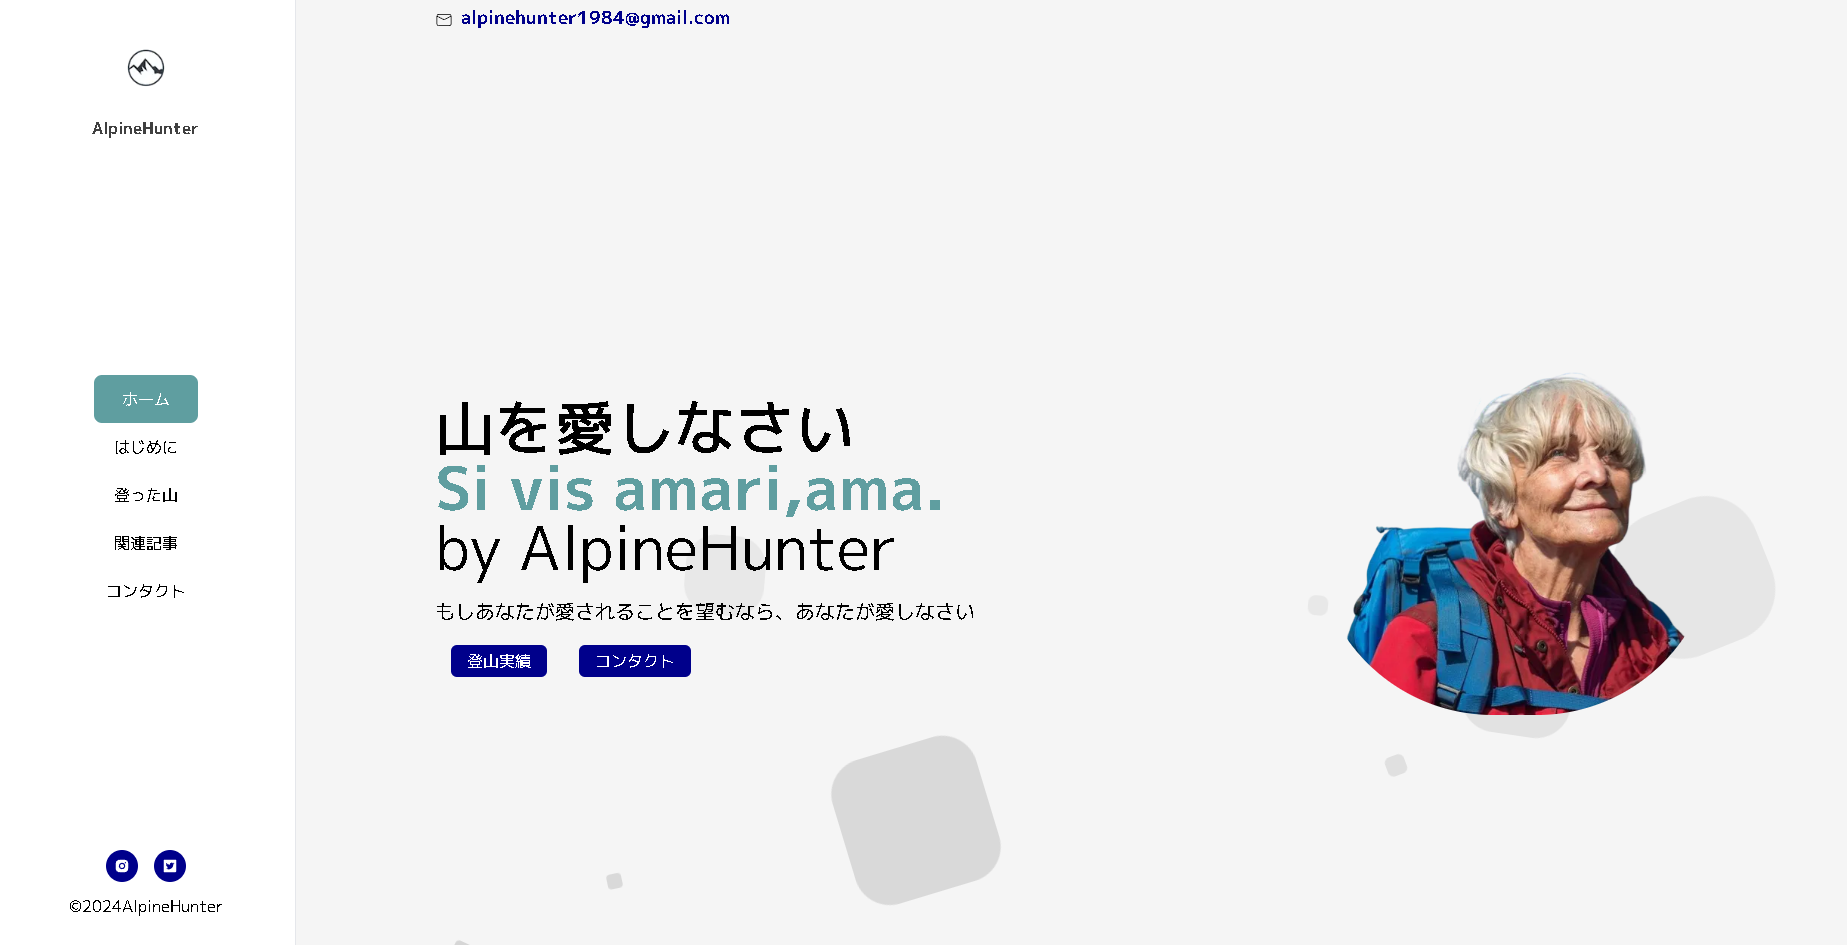 AlpineHunter
ホーム
はじめに
登った山
関連記事
コンタクト
©2024AlpineHunter
alpinehunter1984@gmail.com
山を愛しなさい
Si vis amari,ama.
by AlpineHunter
もしあなたが愛されることを望むなら、あなたが愛しなさい
登山実績
コンタクト